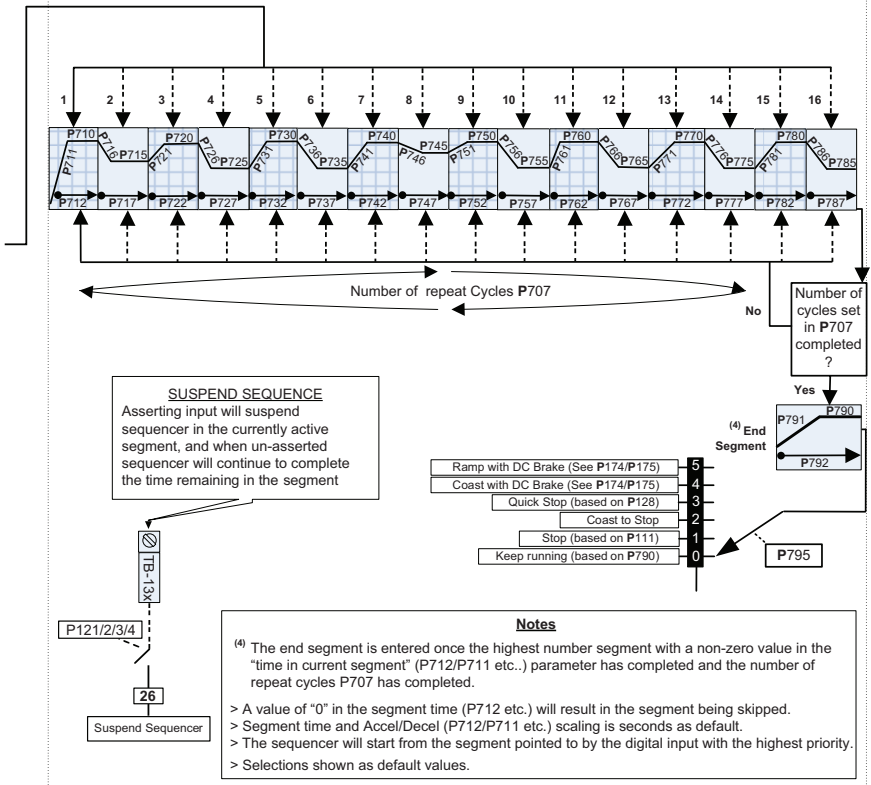 1 2 3 4 5 6 7 8 9 10 11 12 13 14 15 16
P710 P715 P720 P725 P730 P735 P740 P745 P750 P755 P760 P765 P770 P775 P780 P785
P711 P716 P721 P726 P731 P736 P741 P746 P751 P756 P761 P766 P771 P776 P781 P786
P712 P717 P722 P727 P732 P737 P742 P747 P752 P757 P762 P767 P772 P777 P782 P787
Number of repeat Cycles P707
No
Number of
cycles set
in P707
completed
?
Yes
(4) End
Segment
P791
P790
P792
SUSPEND SEQUENCE
Asserting input will suspend
sequencer in the currently active
segment, and when un-asserted
sequencer will continue to complete
the time remaining in the segment
TB-13x
P121/2/3/4
26
Suspend Sequencer
Ramp with DC Brake (See P174/P175) 5
Coast with DC Brake (See P174/P175) 4
Quick Stop (based on P128) 3
Coast to Stop 2
Stop (based on P111) 1
Keep running (based on P790) 0
P795
Notes
(4) The end segment is entered once the highest number segment with a non-zero value in the
“time in current segment” (P712/P711 etc..) parameter has completed and the number of
repeat cycles P707 has completed.
> A value of “0” in the segment time (P712 etc.) will result in the segment being skipped.
> Segment time and Accel/Decel (P712/P711 etc.) scaling is seconds as default.
> The sequencer will start from the segment pointed to by the digital input with the highest priority.
> Selections shown as default values.